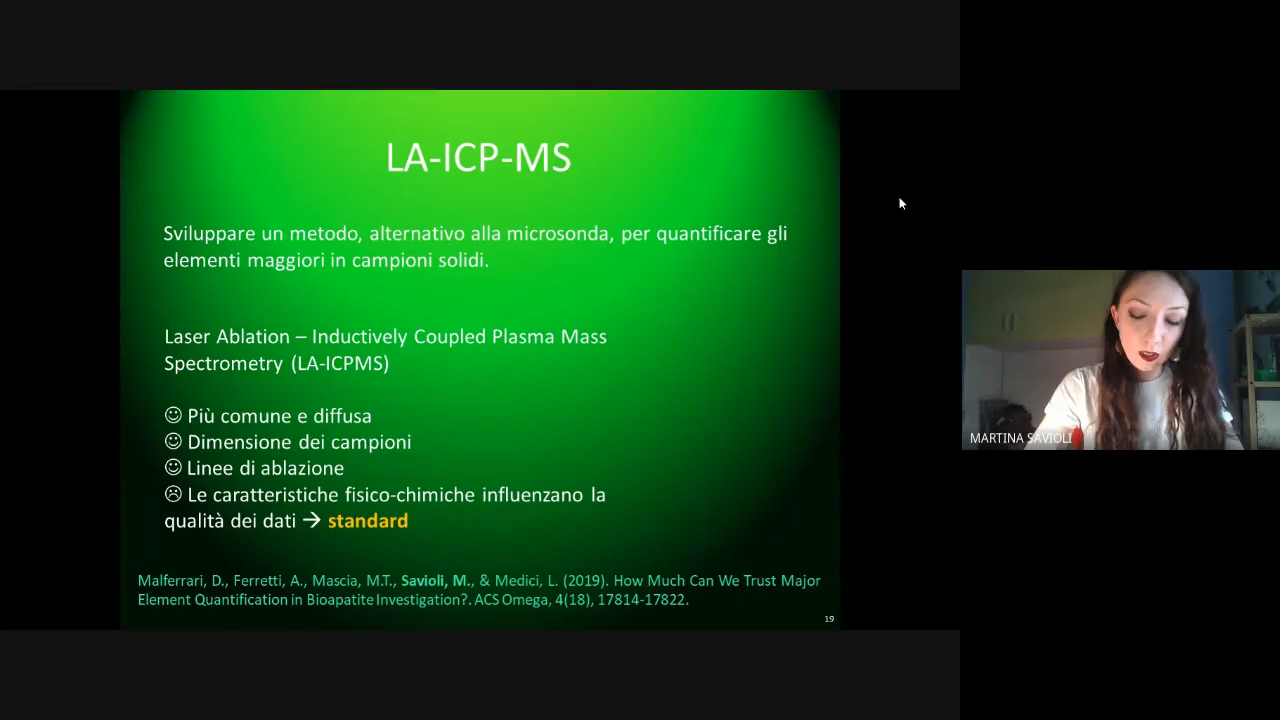 LA-ICP-MS
Sviluppare un metodo, alternativo alla microsonda, per quantificare gli
elementi maggiori in campioni solidi.
Laser Ablation – Inductively Coupled Plasma Mass
Spectrometry (LA-ICPMS)
☺ Più comune e diffusa
☺ Dimensione dei campioni
☺ Linee di ablazione
☹ Le caratteristiche fisico-chimiche influenzano la
qualità dei dati → standard
Malferrari, D., Ferretti, A., Mascia, M.T., Savioli, M., & Medici, L. (2019). How Much Can We Trust Major
Element Quantification in Bioapatite Investigation?. ACS Omega, 4(18), 17814-17822.
19
MARTINA SAVIOLI